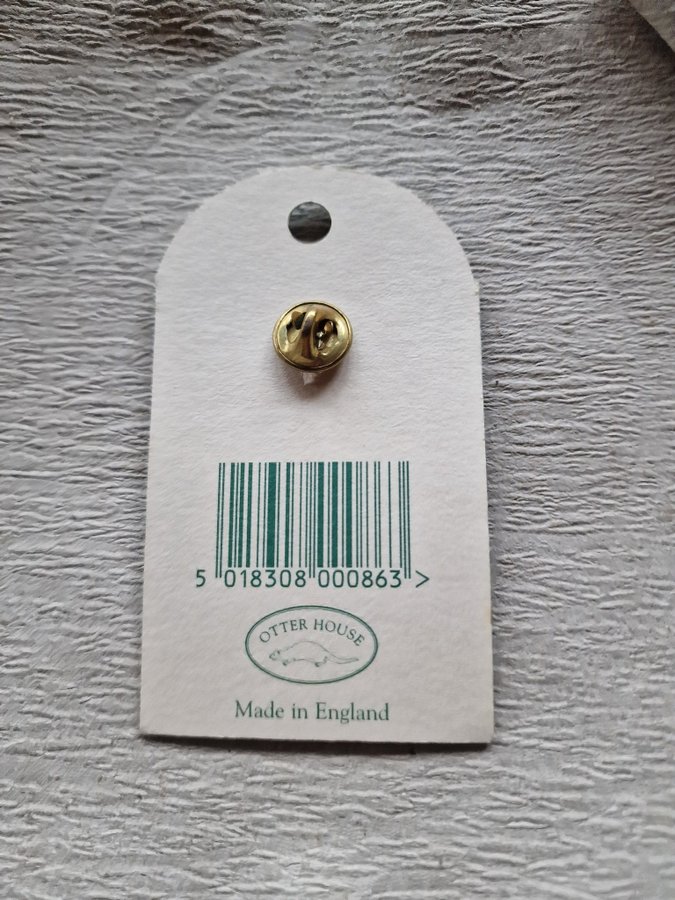 5 018308 000863 >
OTTER HOUSE
Made in England